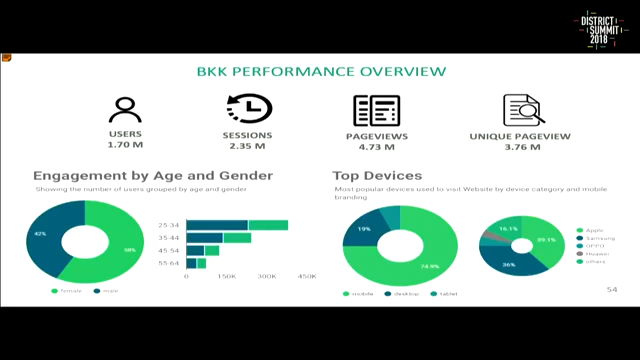 DISTRICT
SUMMIT
2018
BKK PERFORMANCE OVERVIEW
USERS
1.70 M
SESSIONS
2.35 M
PAGEVIEWS
4.73 M
UNIQUE PAGEVIEW
3.76 M
Engagement by Age and Gender
Showing the number of users grouped by age and gender
42%
58%
25-34
35-44
45-54
55-64
0 150K 300K 450K
female male
Top Devices
Most popular devices used to visit Website by device category and mobile
branding
19%
74.9%
mobile desktop tablet
16.1%
39.1%
36%
Apple
Samsung
OPPO
Huawei
others
54